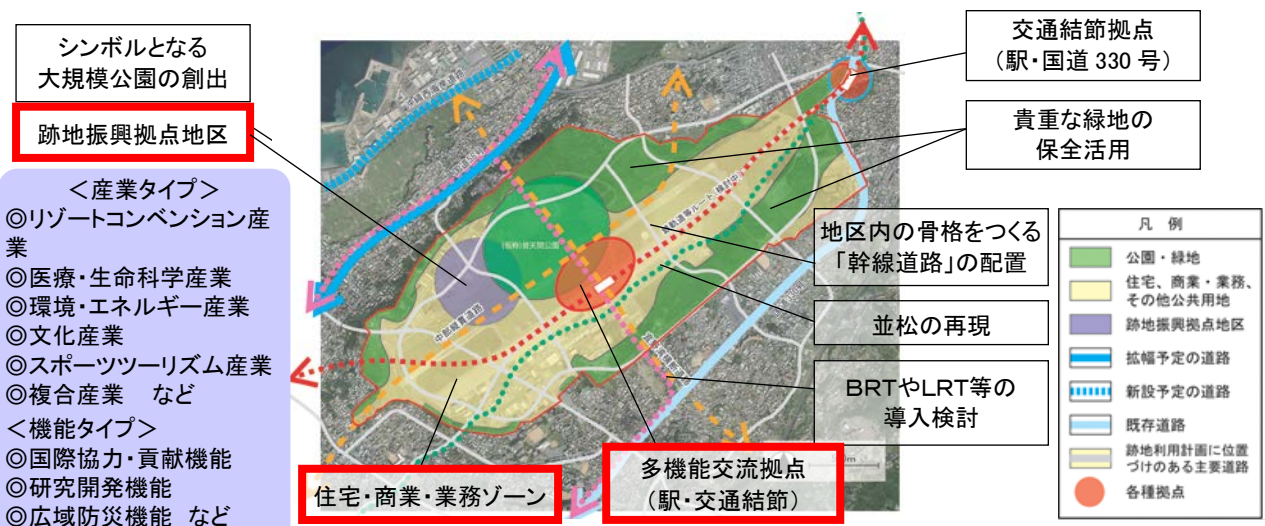 シンボルとなる
大規模公園の創出
跡地振興拠点地区
＜産業タイプ＞
◎リゾートコンベンション産
業
◎医療・生命科学産業
◎環境・エネルギー産業
◎文化産業
◎スポーツツーリズム産業
◎複合産業　など
＜機能タイプ＞
◎国際協力・貢献機能
◎研究開発機能
◎広域防災機能　など
(仮称)普天間公園
中部縦貫道路
住宅・商業・業務ゾーン
多機能交流拠点
（駅・交通結節）
交通結節拠点
（駅・国道 330 号）
貴重な緑地の
保全活用
地区内の骨格をつくる
「幹線道路」の配置
並松の再現
BRTやLRT等の
導入検討
凡　例
公園・緑地
住宅、商業・業務、
その他公共用地
跡地振興拠点地区
拡幅予定の道路
新設予定の道路
既存道路
跡地利用計画に位置
づけのある主要道路
各種拠点